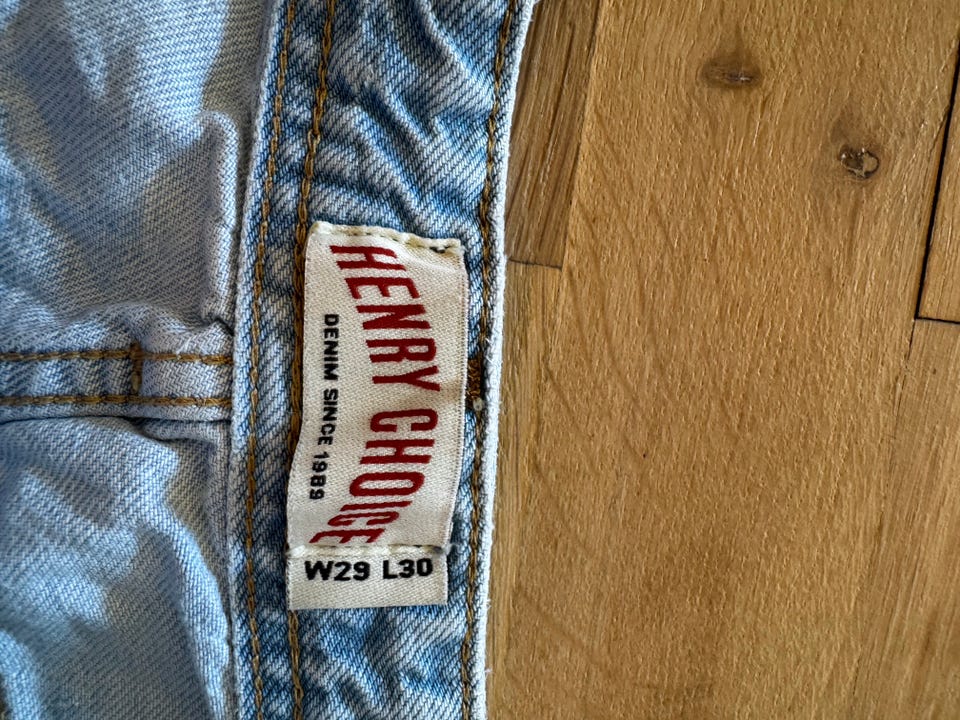 HENRY CHOICE
DENIM SINCE 1989
W29 L30